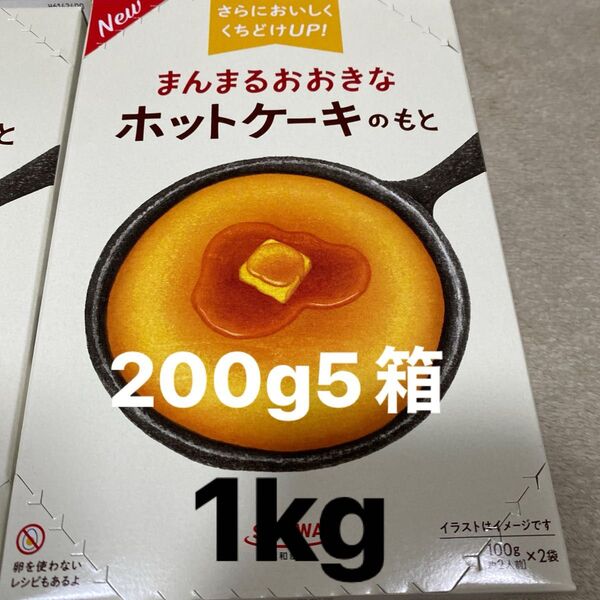 New
さらにおいしく
くちどけUP!
まんまるおおきな
ホットケーキのもと
と
200g5箱
1kg
卵を使わない
レシピもあるよ
イラストはイメージです
100g
×2袋